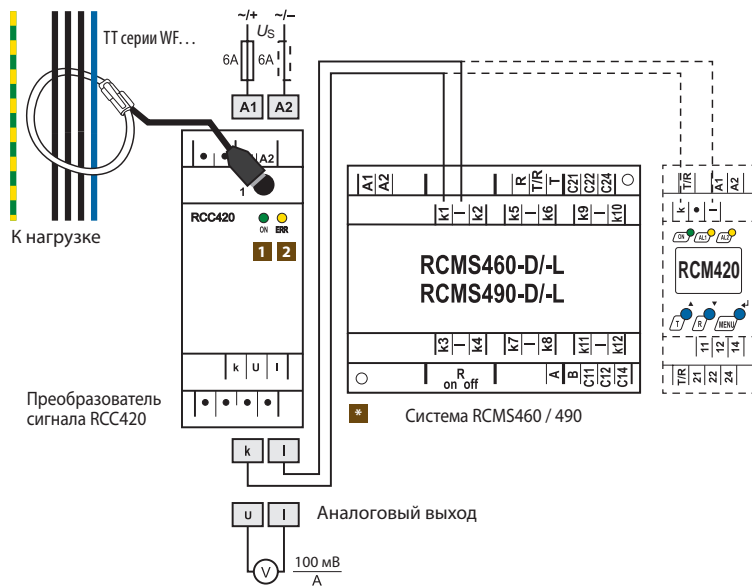 ~/+ ~/−
TT серии WF...
US
6A 6A
A1 A2
A2
1
RCC420
ON ERR
1 2
К нагрузке
k U l
Преобразователь
сигнала RCC420
k l
u l
Аналоговый выход
V
100 мВ
A
A1 A2 R T/R T C21 C22 C24
k1 l k2 k5 l k6 k9 l k10
RCMS460-D/-L
RCMS490-D/-L
k3 l k4 k7 l k8 k11 l k12
R
on off
A B C11 C12 C14
* Система RCMS460 / 490
T/R A1 A2
k l
ON AL1 AL2
RCM420
T R MENU
11 12 14
T/R 21 22 24